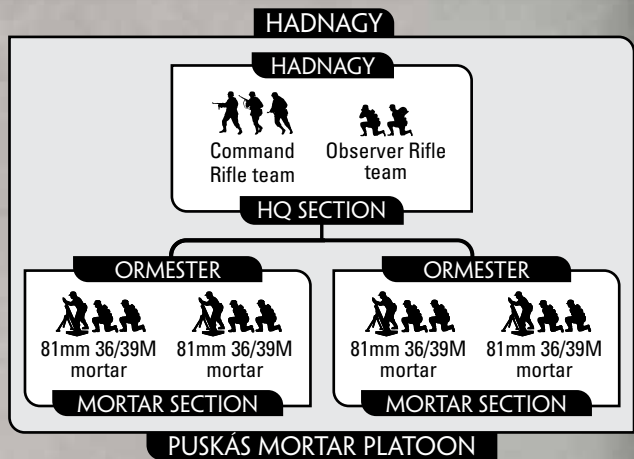 HADNAGY
HADNAGY
Command
Rifle team
Observer Rifle
team
HQ SECTION
ORMESTER
81mm 36/39M
mortar
81mm 36/39M
mortar
MORTAR SECTION
ORMESTER
81mm 36/39M
mortar
81mm 36/39M
mortar
MORTAR SECTION
PUSKÁS MORTAR PLATOON